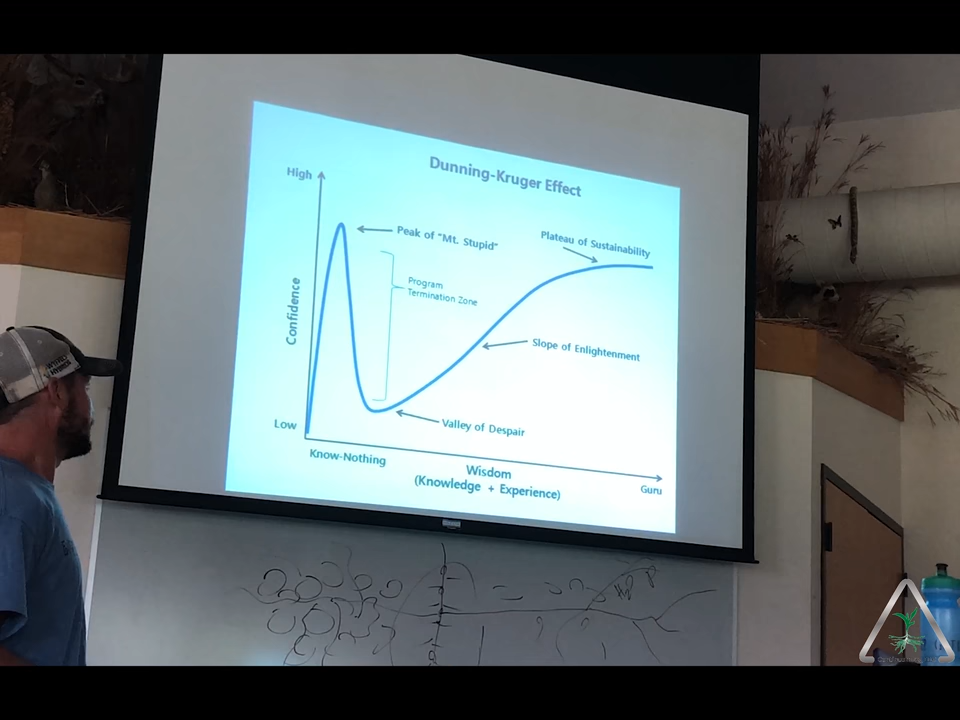 Dunning-Kruger Effect
High
Peak of "Mt. Stupid"
Plateau of Sustainability
Program
Termination Zone
Confidence
Slope of Enlightenment
Valley of Despair
Low
Know-Nothing
Wisdom
(Knowledge + Experience)
Guru